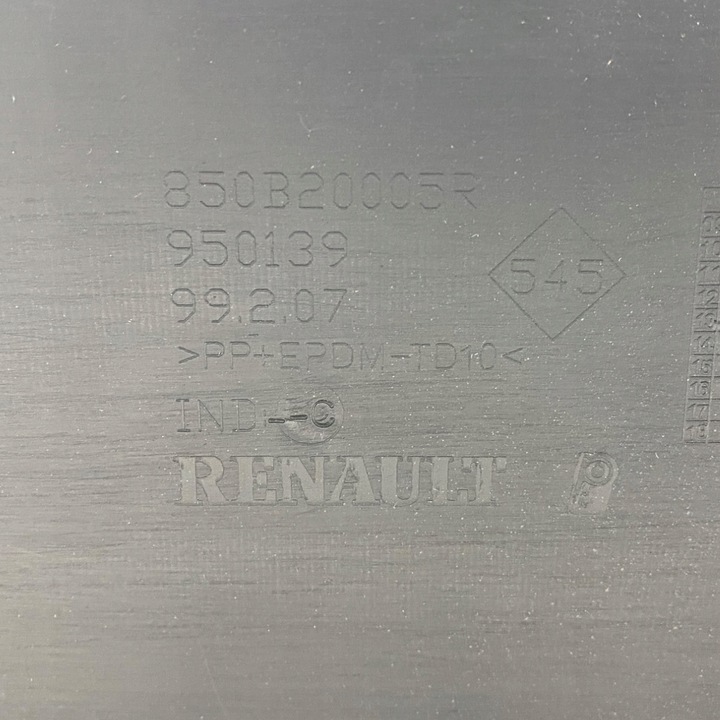 850B20005R
950139
99.2.07
545
>PP+EPDM-TD10<
IND:-C
RENAULT